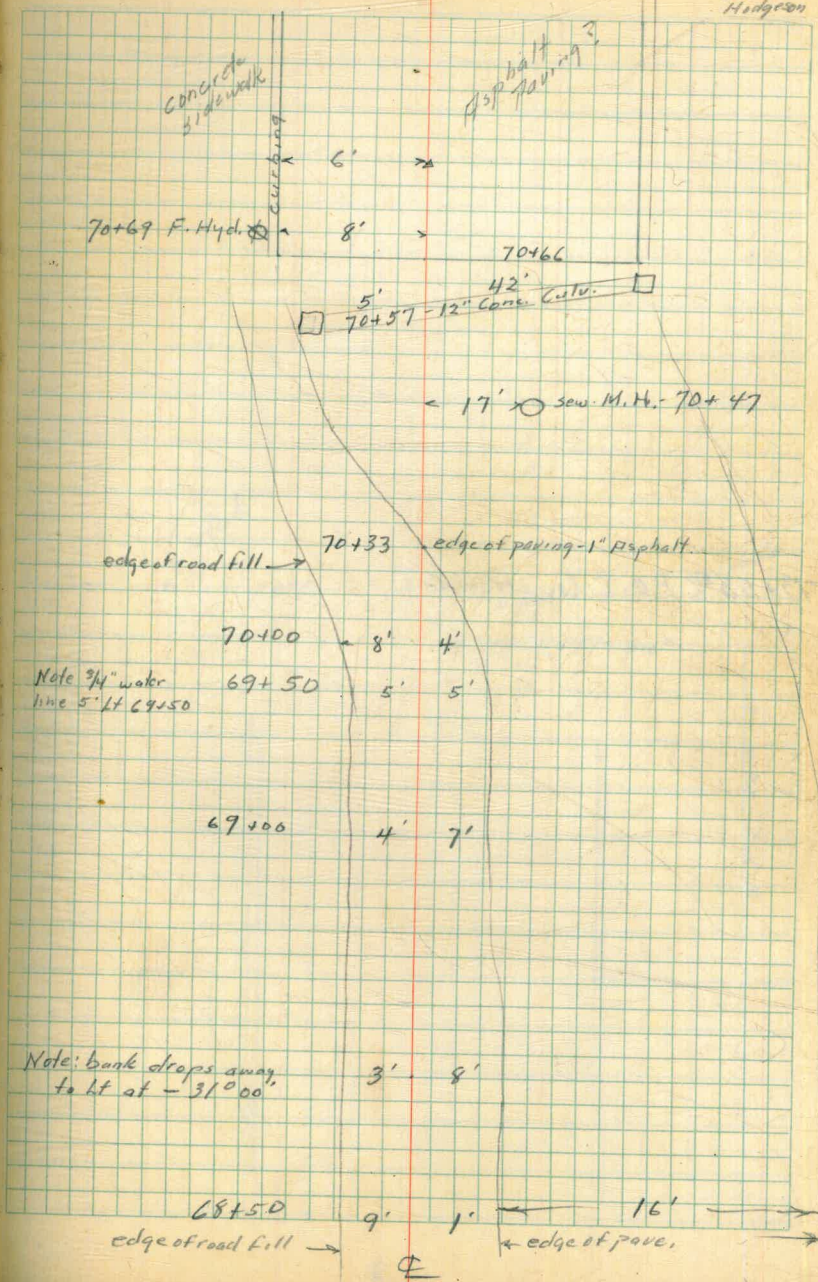 Hodgeson
Concrete
sidewalk
Asphalt
Paving?
curbing
6'
70+69 F. Hyd.
8'
70+66
5' 42'
70+57 - 12" Conc. Culv.
17' Sew. M.H. - 70+47
70+33 edge of paving - 1" Asphalt
edge of road fill
70+00 8' 4'
Note 3/4" water
line 5' Lt 69+50
69+50 5' 5'
69+00 4' 7'
Note: bank drops away
to Lt at - 31°00'
3' 8'
68+50 9' 1' 16'
edge of road fill
edge of pave.
℄